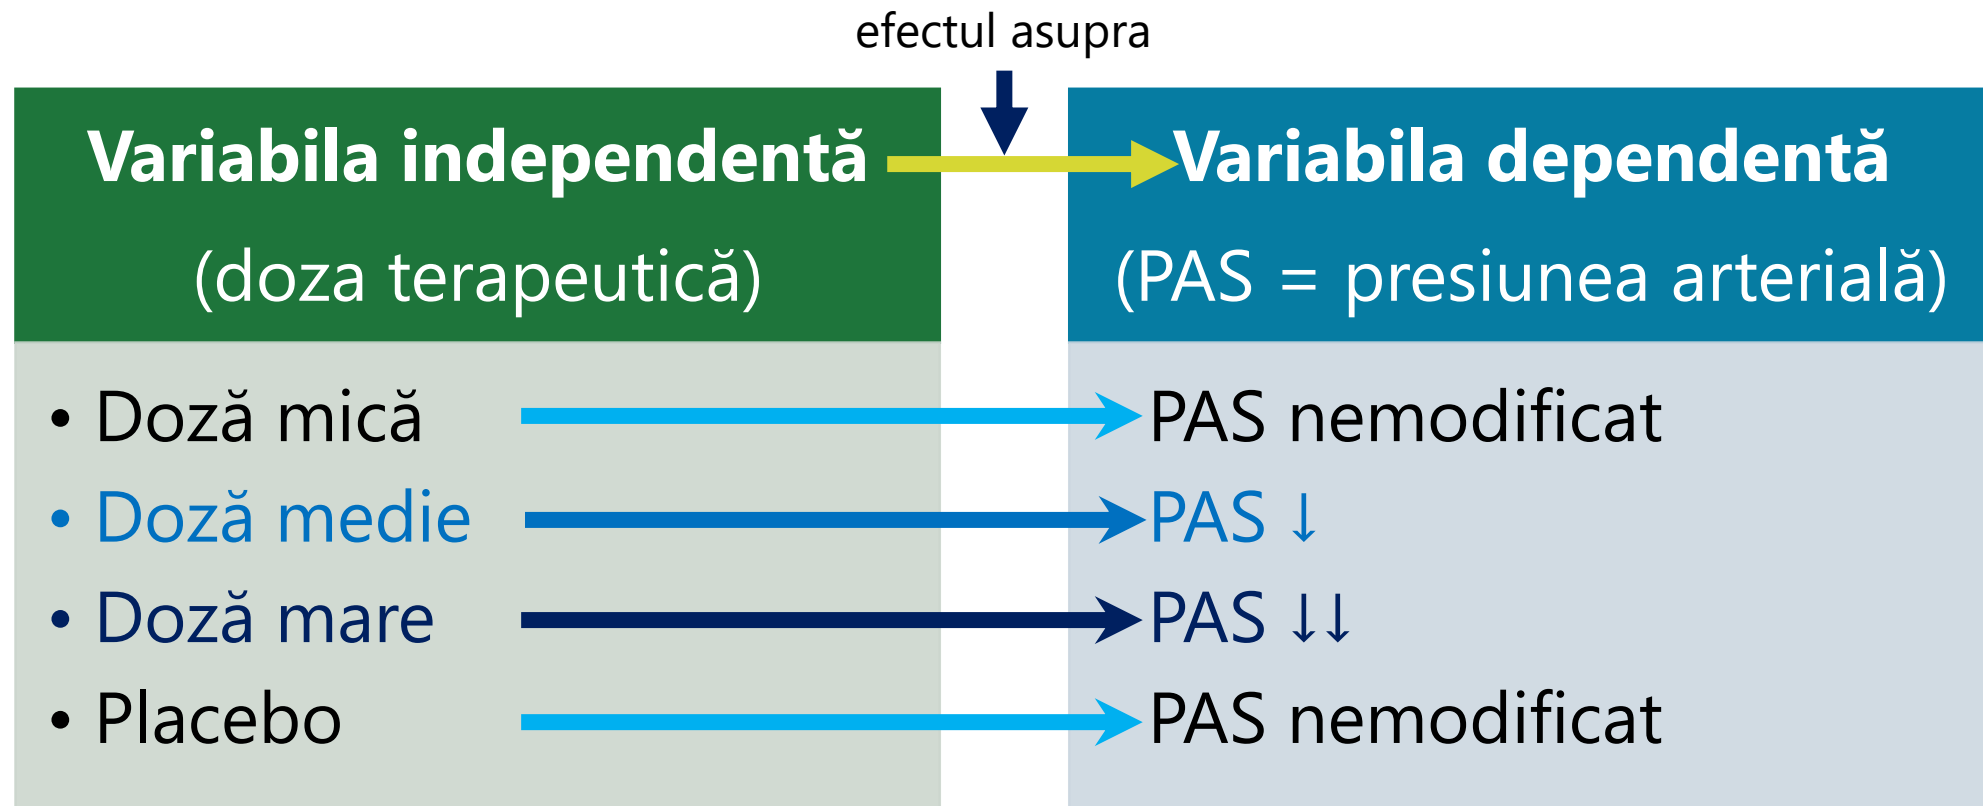 efectul asupra
Variabila independentă
(doza terapeutică)
Variabila dependentă
(PAS = presiunea arterială)
• Doză mică
PAS nemodificat
• Doză medie
PAS ↓
• Doză mare
PAS ↓↓
• Placebo
PAS nemodificat